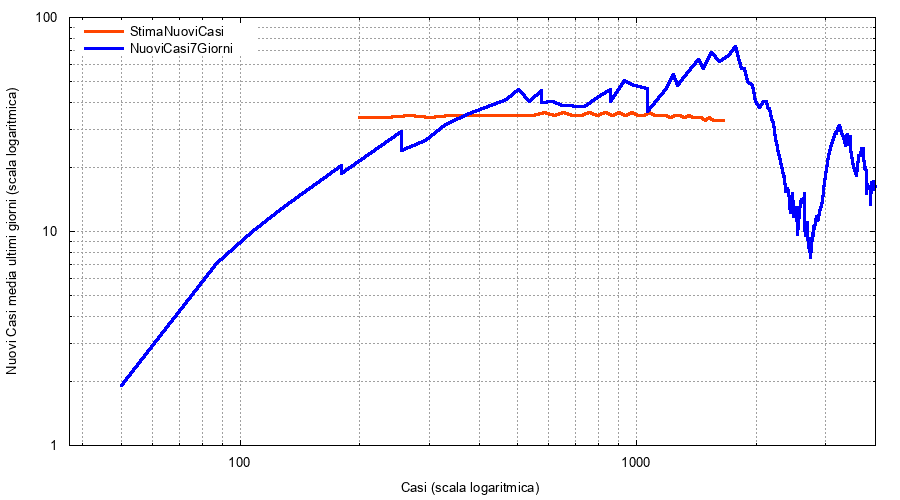 100
StimaNuoviCasi
NuoviCasi7Giorni
10
1
100
1000
Nuovi Casi media ultimi giorni (scala logaritmica)
Casi (scala logaritmica)